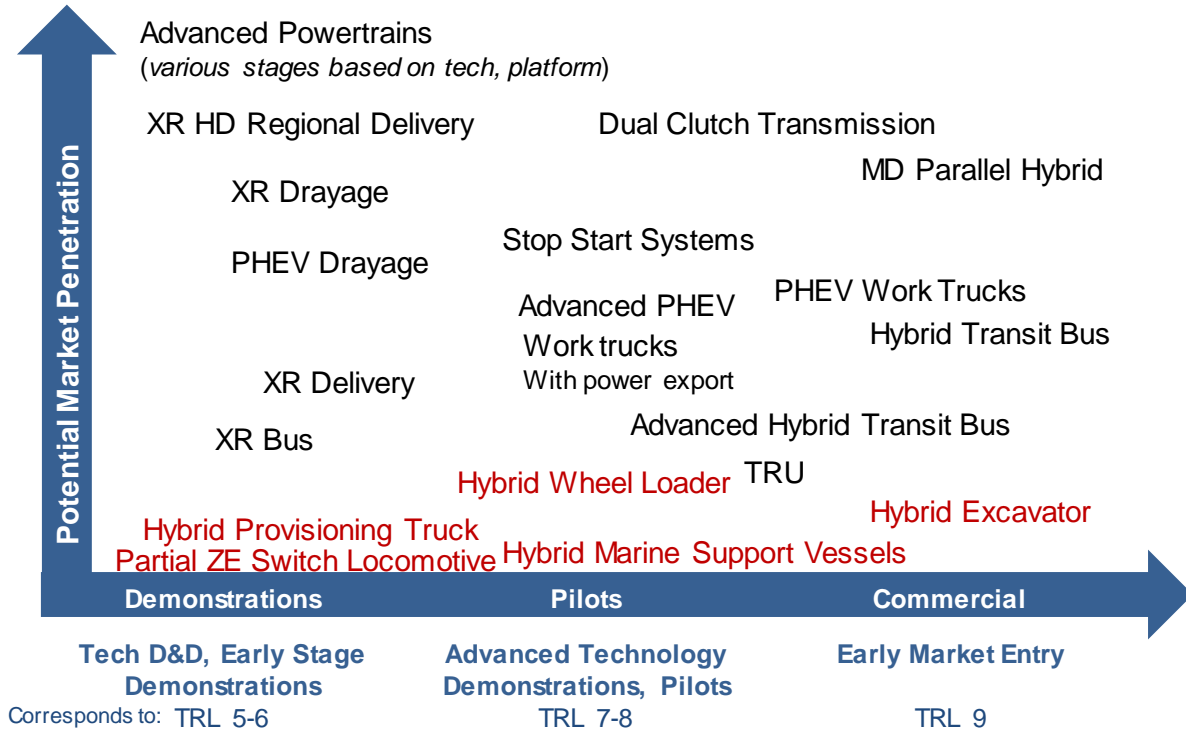 Advanced Powertrains
(various stages based on tech, platform)
XR HD Regional Delivery
Dual Clutch Transmission
MD Parallel Hybrid
XR Drayage
Stop Start Systems
PHEV Drayage
PHEV Work Trucks
Advanced PHEV
Work trucks
With power export
Hybrid Transit Bus
XR Delivery
Advanced Hybrid Transit Bus
XR Bus
TRU
Hybrid Wheel Loader
Hybrid Excavator
Hybrid Provisioning Truck
Partial ZE Switch Locomotive
Hybrid Marine Support Vessels
Potential Market Penetration
Demonstrations
Pilots
Commercial
Tech D&D, Early Stage
Demonstrations
Advanced Technology
Demonstrations, Pilots
Early Market Entry
Corresponds to: TRL 5-6
TRL 7-8
TRL 9